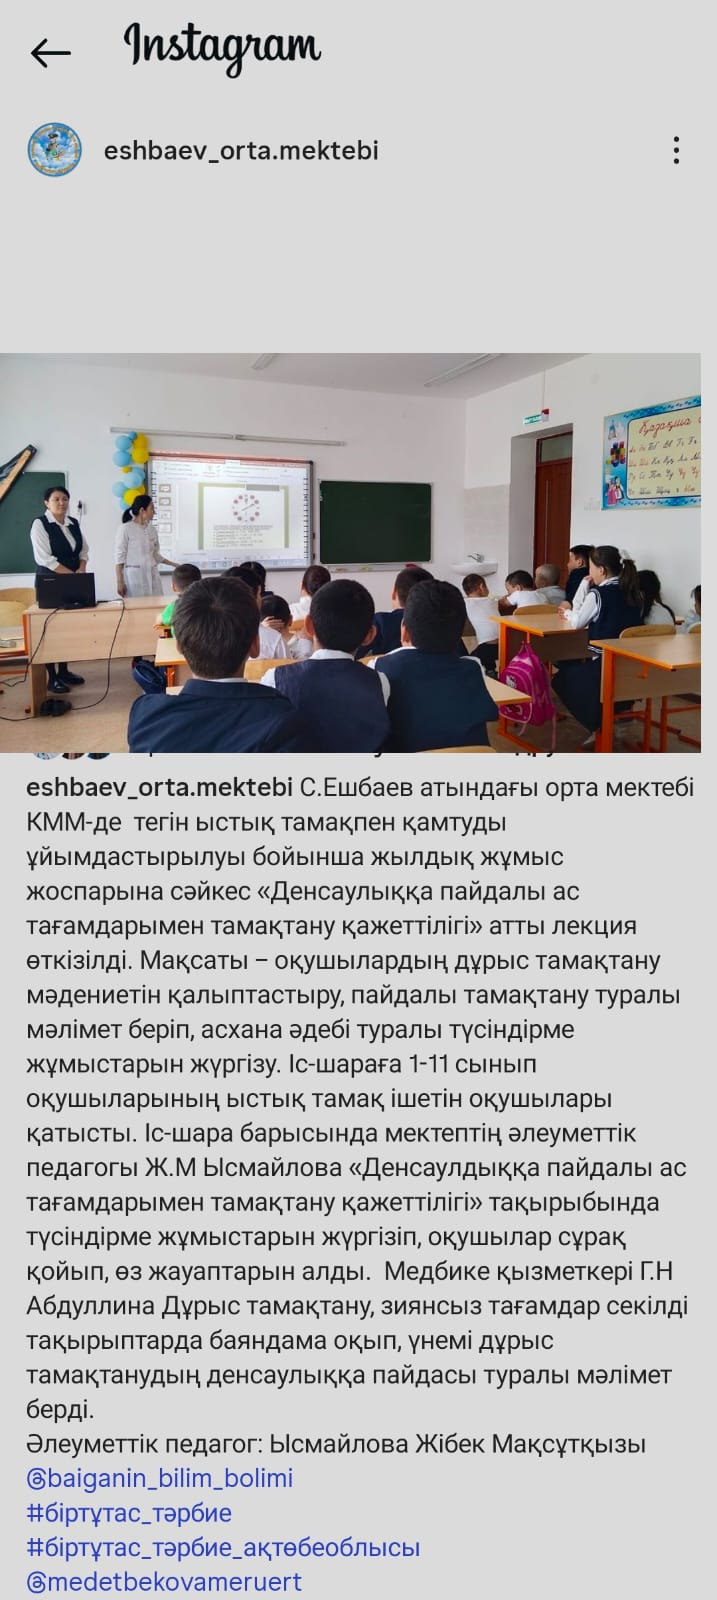 Instagram
eshbaev_orta.mektebi
Қазақша
eshbaev_orta.mektebi С.Ешбаев атындағы орта мектебі
КММ-де тегін ыстық тамақпен қамтуды
ұйымдастырылуы бойынша жылдық жұмыс
жоспарына сәйкес «Денсаулыққа пайдалы ас
тағамдарымен тамақтану қажеттілігі» атты лекция
өткізілді. Мақсаты – оқушылардың дұрыс тамақтану
мәдениетін қалыптастыру, пайдалы тамақтану туралы
мәлімет беріп, асхана әдебі туралы түсіндірме
жұмыстарын жүргізу. Іс-шараға 1-11 сынып
оқушыларының ыстық тамақ ішетін оқушылары
қатысты. Іс-шара барысында мектептің әлеуметтік
педагогы Ж.М Ысмайлова «Денсаулдыққа пайдалы ас
тағамдарымен тамақтану қажеттілігі» тақырыбында
түсіндірме жұмыстарын жүргізіп, оқушылар сұрақ
қойып, өз жауаптарын алды. Медбике қызметкері Г.Н
Абдуллина Дұрыс тамақтану, зиянсыз тағамдар секілді
тақырыптарда баяндама оқып, үнемі дұрыс
тамақтанудың денсаулыққа пайдасы туралы мәлімет
берді.
Әлеуметтік педагог: Ысмайлова Жібек Мақсұтқызы
@baiganin_bilim_bolimi
#біртұтас_тәрбие
#біртұтас_тәрбие_ақтөбеоблысы
@medetbekovameruert